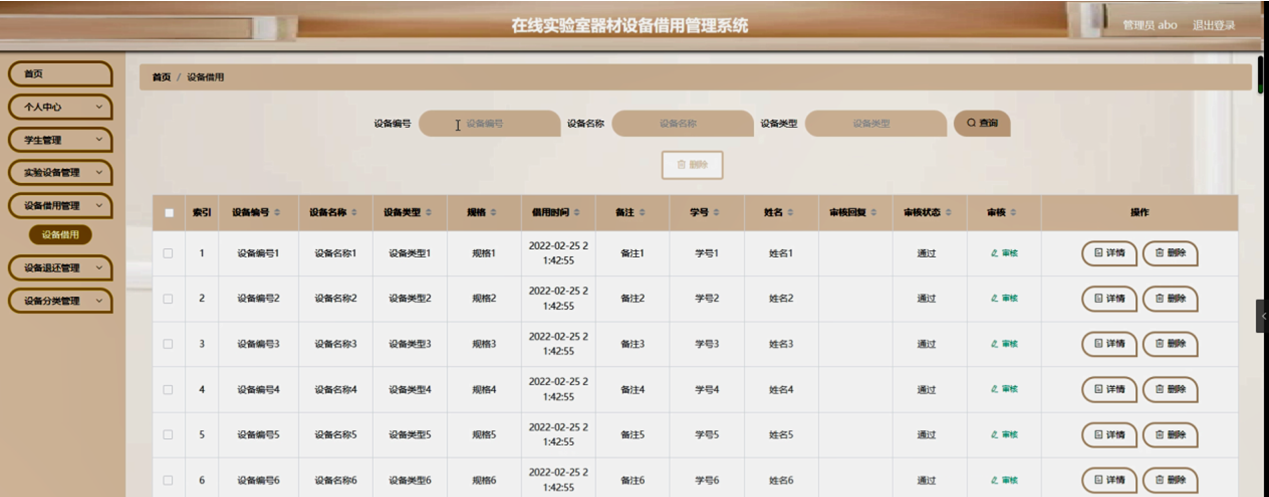 在线实验室器材设备借用管理系统
管理员 abo 退出登录
首页
个人中心
学生管理
实验设备管理
设备借用管理
设备借用
设备退还管理
设备分类管理
首页 / 设备借用
设备编号 设备编号 设备名称 设备名称 设备类型 设备类型 查询
删除
索引 设备编号 设备名称 设备类型 规格 借用时间 备注 学号 姓名 审核回复 审核状态 审核 操作
1 设备编号1 设备名称1 设备类型1 规格1 2022-02-25 2 备注1 学号1 姓名1 通过 审核 详情 删除
1:42:55
2 设备编号2 设备名称2 设备类型2 规格2 2022-02-25 2 备注2 学号2 姓名2 通过 审核 详情 删除
1:42:55
3 设备编号3 设备名称3 设备类型3 规格3 2022-02-25 2 备注3 学号3 姓名3 通过 审核 详情 删除
1:42:55
4 设备编号4 设备名称4 设备类型4 规格4 2022-02-25 2 备注4 学号4 姓名4 通过 审核 详情 删除
1:42:55
5 设备编号5 设备名称5 设备类型5 规格5 2022-02-25 2 备注5 学号5 姓名5 通过 审核 详情 删除
1:42:55
6 设备编号6 设备名称6 设备类型6 规格6 2022-02-25 2 备注6 学号6 姓名6 通过 审核 详情 删除
1:42:55